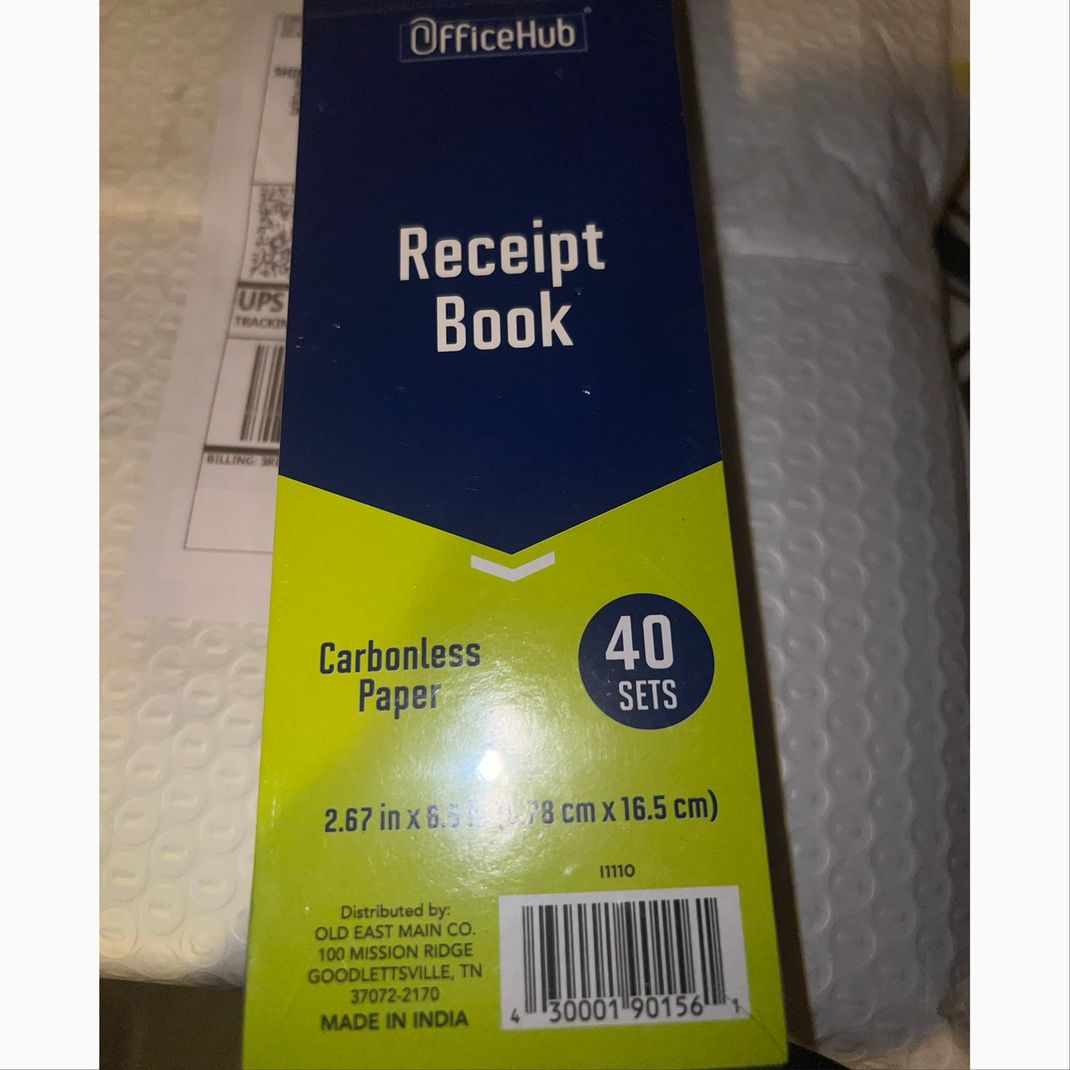 OfficeHub
Receipt
Book
Carbonless
Paper
40
SETS
2.67 in x 6.5 78 cm x 16.5 cm)
I1110
Distributed by:
OLD EAST MAIN CO.
100 MISSION RIDGE
GOODLETTSVILLE, TN
37072-2170
MADE IN INDIA
4 30001 90156 1
UPS
TRACKIN
BILLING: